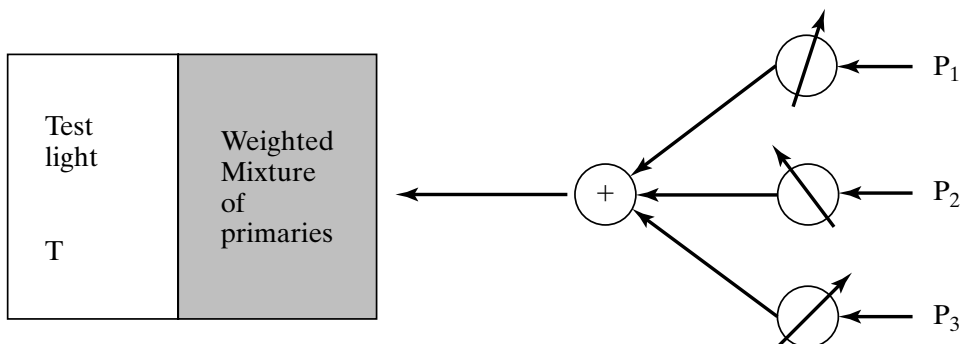 Test
light
T
Weighted
Mixture
of
primaries
+
P₁
P₂
P₃